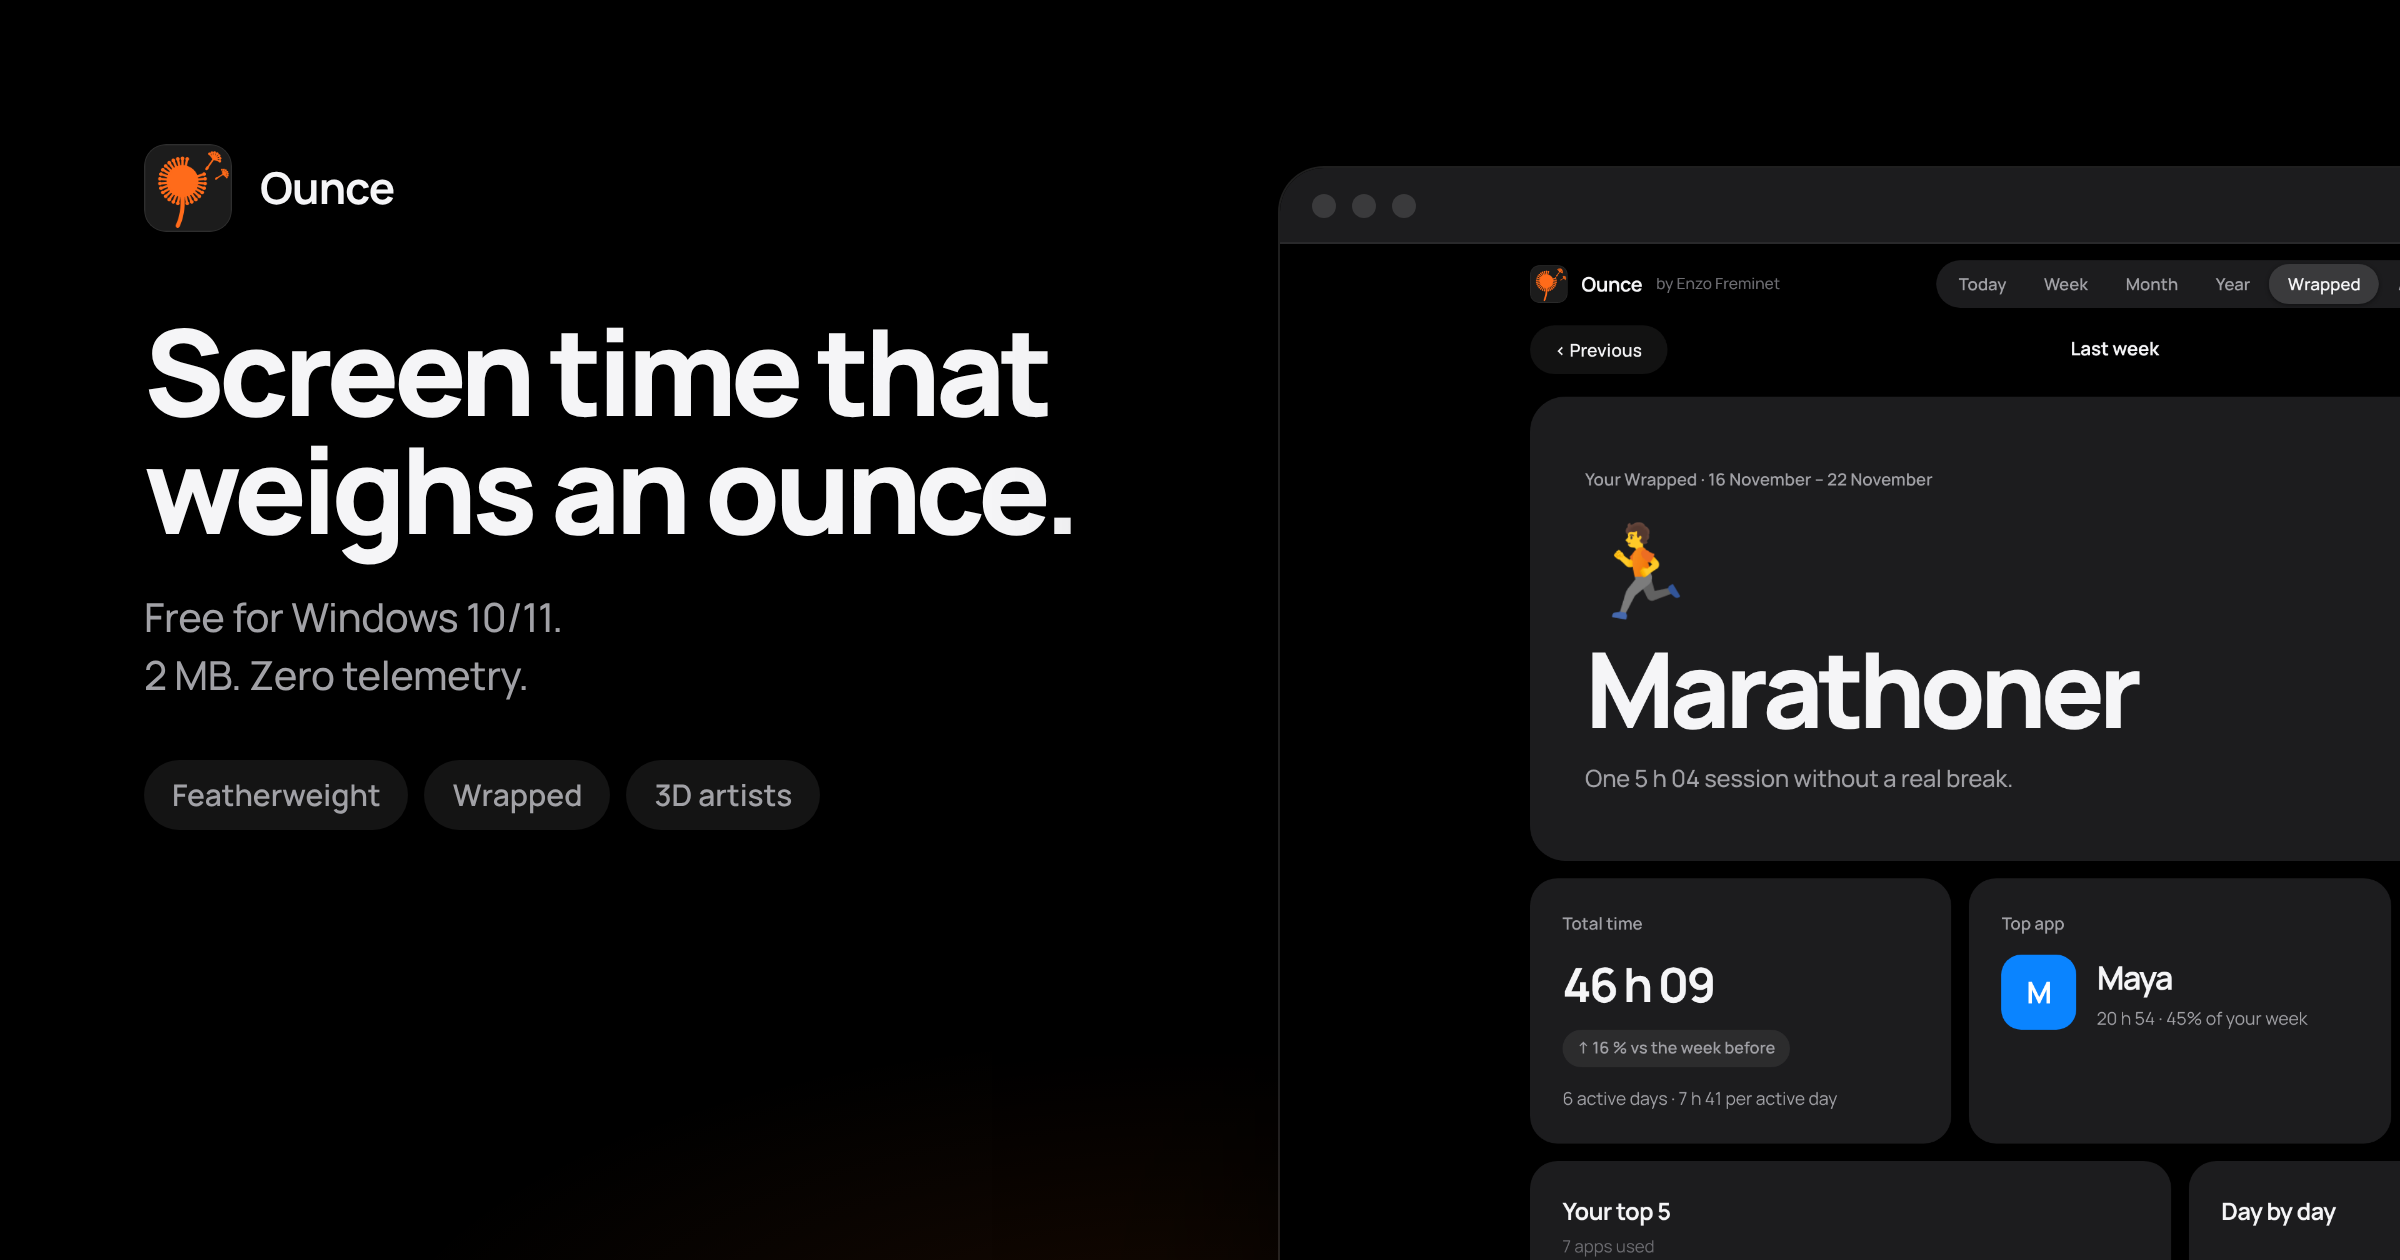 Ounce
Screen time that
weighs an ounce.
Free for Windows 10/11.
2 MB. Zero telemetry.
Featherweight
Wrapped
3D artists
Ounce by Enzo Freminet
Today Week Month Year Wrapped
‹ Previous
Last week
Your Wrapped · 16 November – 22 November
Marathoner
One 5 h 04 session without a real break.
Total time
46 h 09
↑ 16 % vs the week before
6 active days · 7 h 41 per active day
Top app
M
Maya
20 h 54 · 45% of your week
Your top 5
7 apps used
Day by day